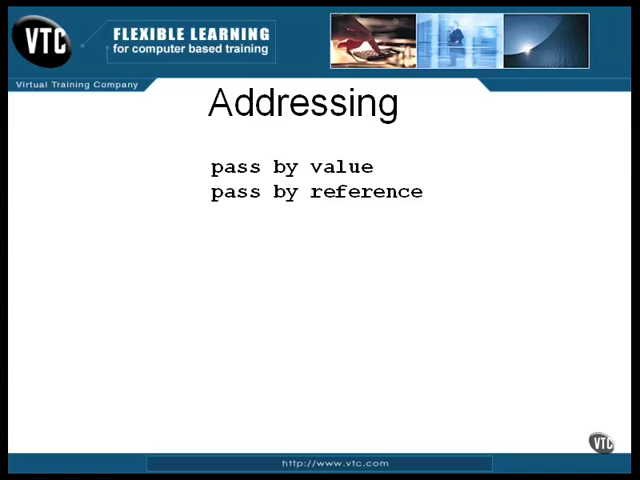 VTC
FLEXIBLE LEARNING
for computer based training
Virtual Training Company
Addressing
pass by value
pass by reference
VTC
http://www.vtc.com